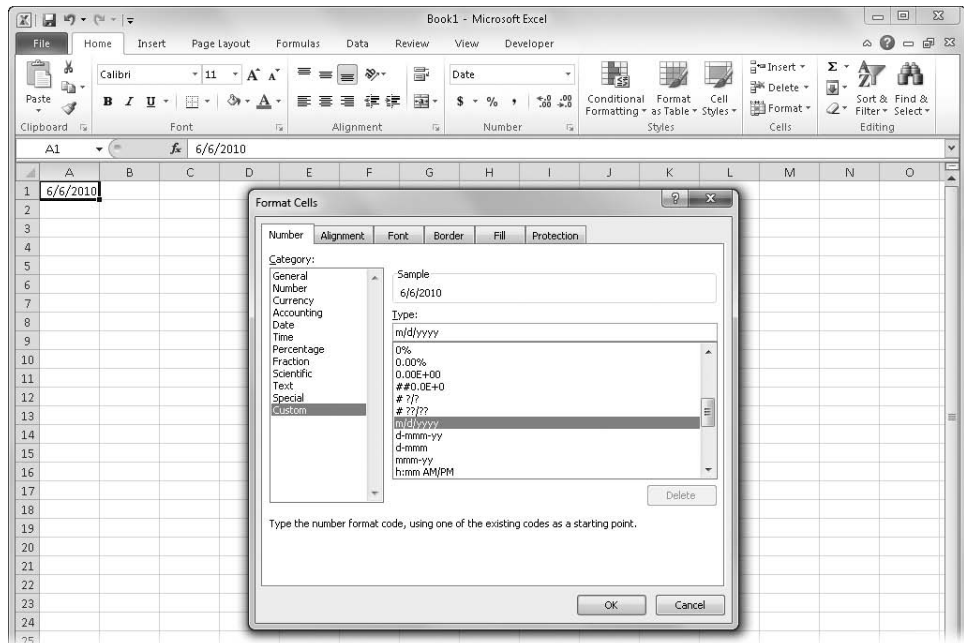 Book1 - Microsoft Excel
File Home Insert Page Layout Formulas Data Review View Developer
Calibri 11 A A Date Insert Σ
Paste Delete
B I U A $ % , .0 .00 .00 .0 Conditional Format Cell Format Sort & Find &
Formatting as Table Styles Filter Select
Clipboard Font Alignment Number Styles Cells Editing
A1 fx 6/6/2010
A B C D E F G H I J K L M N O
1 6/6/2010
2
3
4
5
6
7
8
9
10
11
12
13
14
15
16
17
18
19
20
21
22
23
24
25
Format Cells ? X
Number Alignment Font Border Fill Protection
Category:
General
Number
Currency
Accounting
Date
Time
Percentage
Fraction
Scientific
Text
Special
Custom
Sample
6/6/2010
Type:
m/d/yyyy
0%
0.00%
0.00E+00
##0.0E+0
# ?/?
# ??/??
m/d/yyyy
d-mmm-yy
d-mmm
mmm-yy
h:mm AM/PM
Delete
Type the number format code, using one of the existing codes as a starting point.
OK Cancel